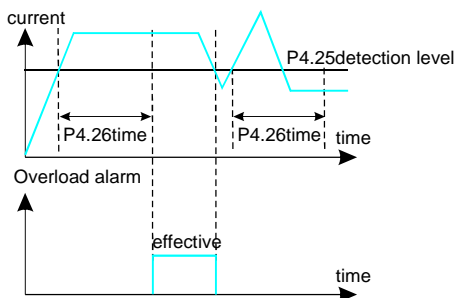 current
P4.25detection level
P4.26time
P4.26time
time
Overload alarm
effective
time